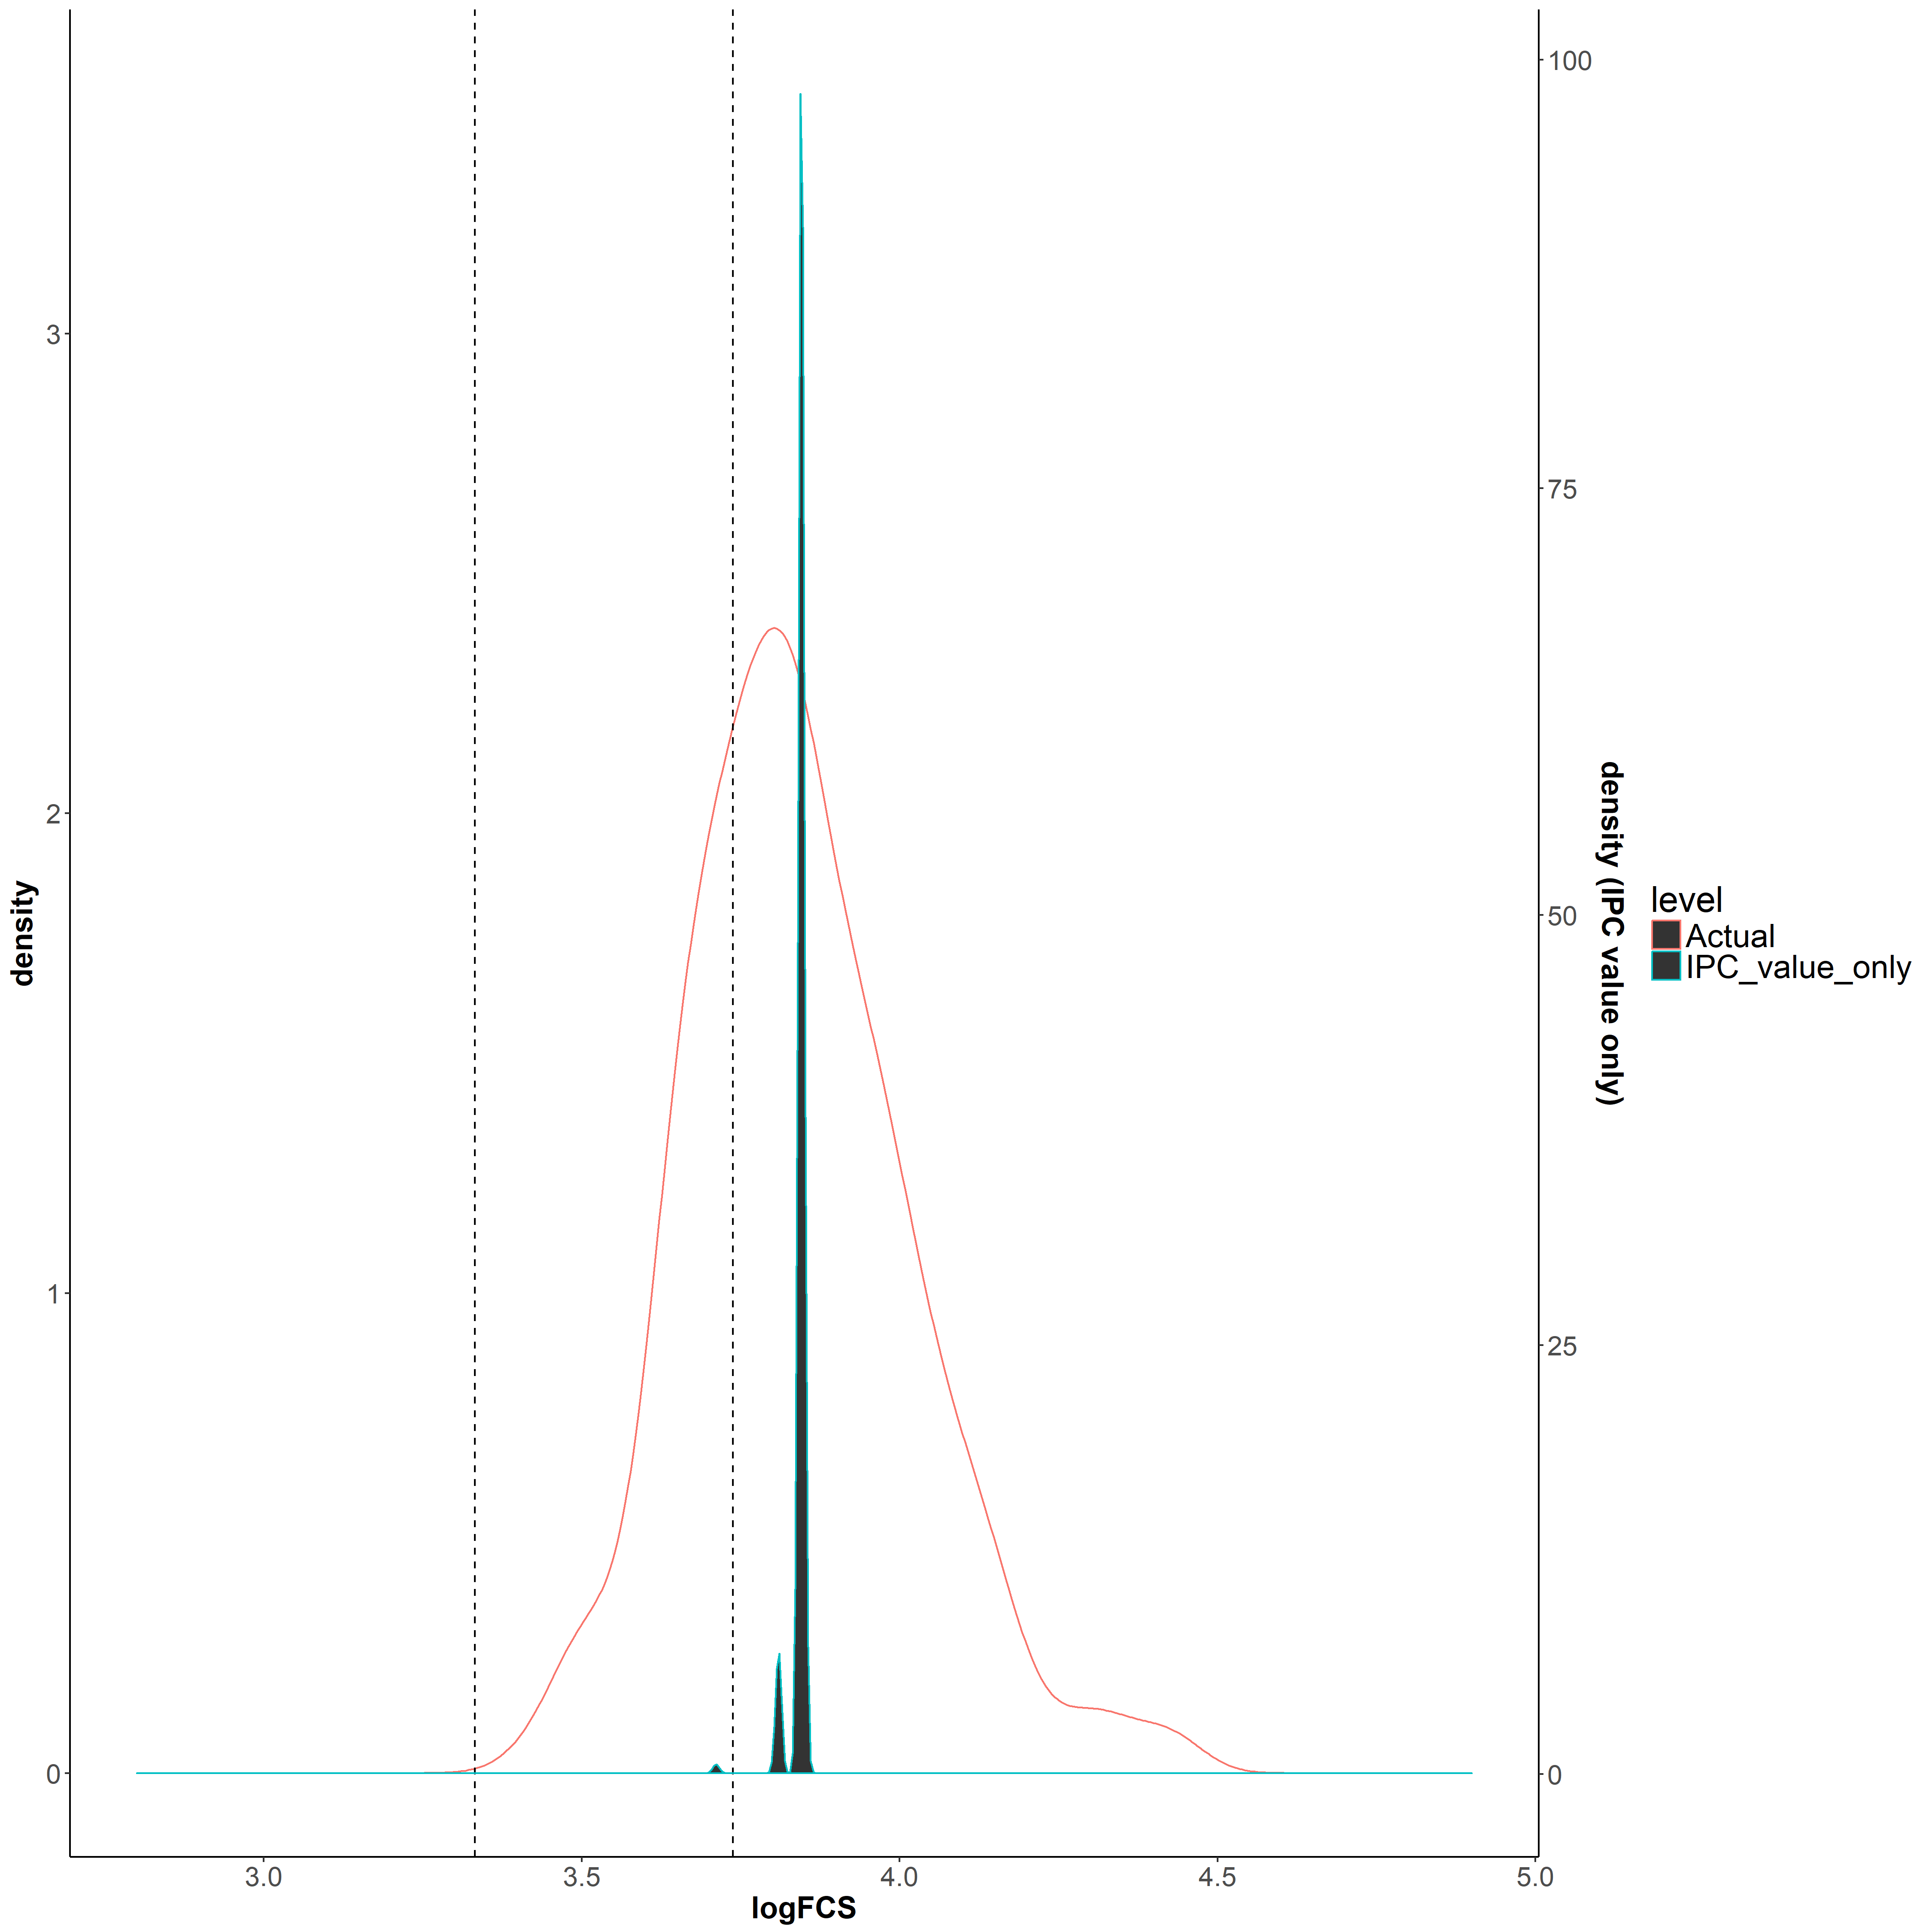 density
3
2
1
0
3.0
3.5
4.0
4.5
5.0
logFCS
100
75
50
25
0
density (IPC value only)
level
Actual
IPC_value_only